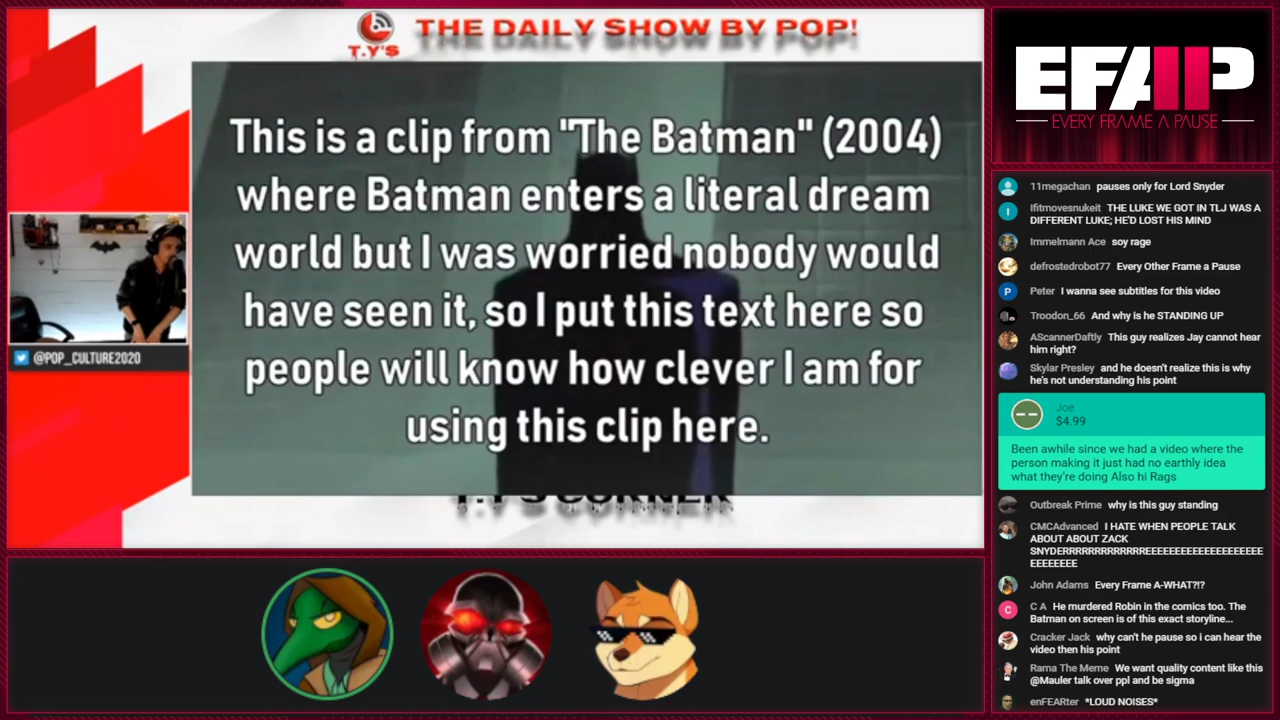 T.Y'S
THE DAILY SHOW BY POP!
This is a clip from "The Batman" (2004)
where Batman enters a literal dream
world but I was worried nobody would
have seen it, so I put this text here so
people will know how clever I am for
using this clip here.
@POP_CULTURE2020
T.Y'S CORNER
EFAP
EVERY FRAME A PAUSE
11megachan pauses only for Lord Snyder
I
Ifitmovesnukeit THE LUKE WE GOT IN TLJ WAS A
DIFFERENT LUKE; HE'D LOST HIS MIND
Immelmann Ace soy rage
defrostedrobot77 Every Other Frame a Pause
P
Peter I wanna see subtitles for this video
Troodon_66 And why is he STANDING UP
AScannerDaftly This guy realizes Jay cannot hear
him right?
Skylar Presley and he doesn't realize this is why
he's not understanding his point
Joe
$4.99
Been awhile since we had a video where the
person making it just had no earthly idea
what they're doing Also hi Rags
Outbreak Prime why is this guy standing
CMCAdvanced I HATE WHEN PEOPLE TALK
ABOUT ABOUT ZACK
SNYDERRRRRRRRRRRRRREEEEEEEEEEEEEEEEEEE
EEEEEEEEE
John Adams Every Frame A-WHAT?!?
C
C A He murdered Robin in the comics too. The
Batman on screen is of this exact storyline...
Cracker Jack why can't he pause so i can hear the
video then his point
Rama The Meme We want quality content like this
@Mauler talk over ppl and be sigma
enFEARter *LOUD NOISES*